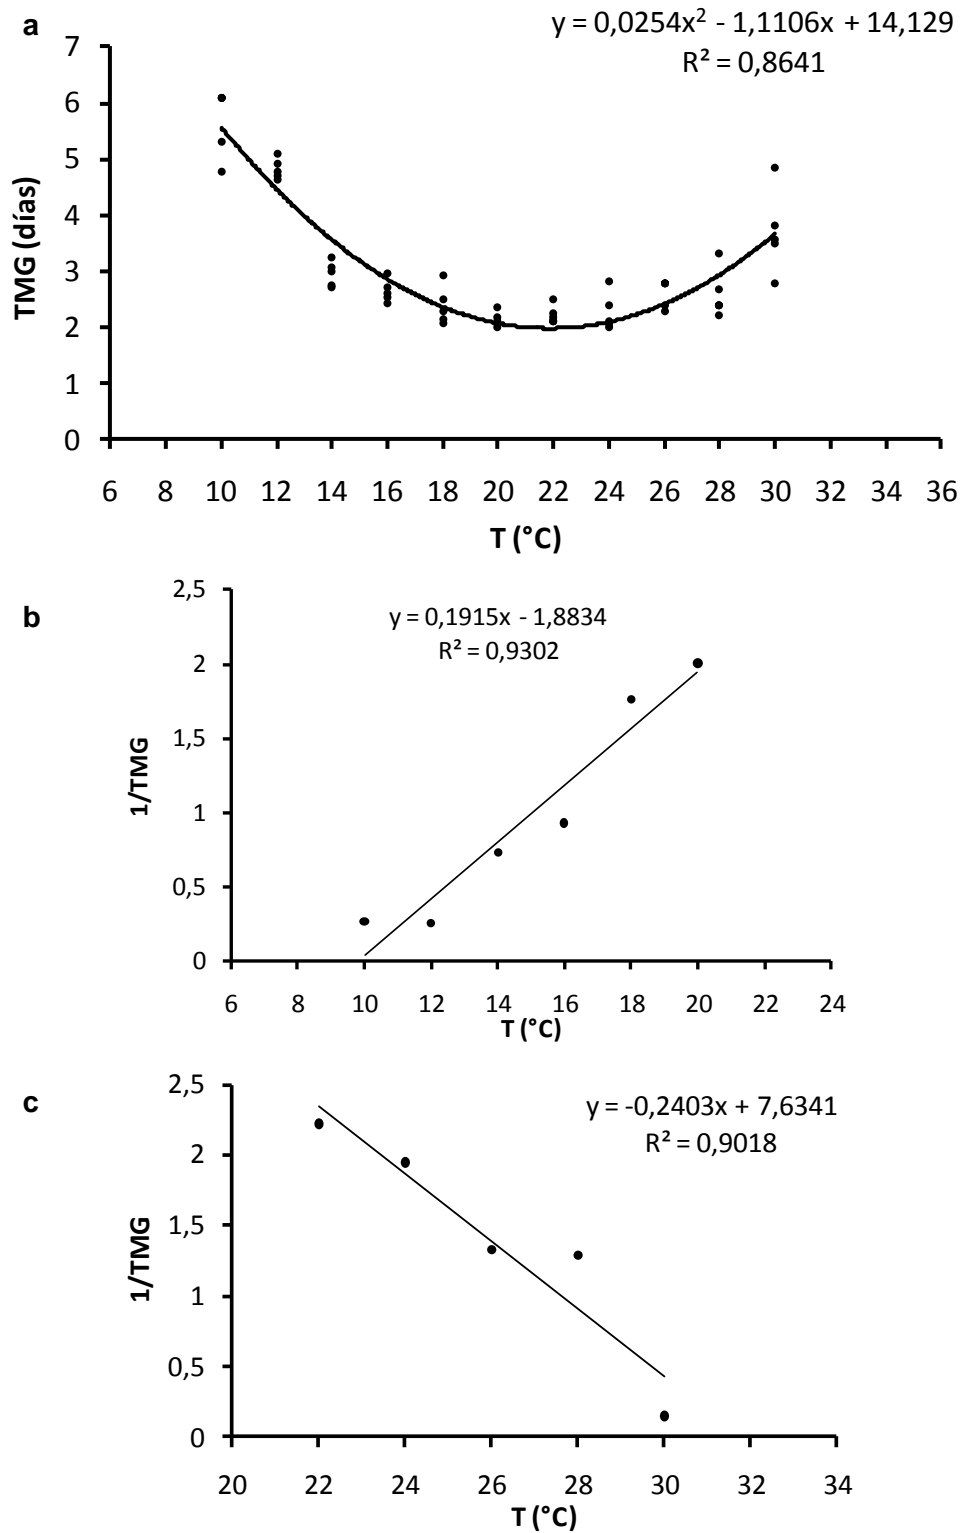 a
y = 0,0254x² - 1,1106x + 14,129
R² = 0,8641
7
6
5
4
3
2
1
0
TMG (días)
6 8 10 12 14 16 18 20 22 24 26 28 30 32 34 36
T (°C)
b
y = 0,1915x - 1,8834
R² = 0,9302
2,5
2
1,5
1
0,5
0
1/TMG
6 8 10 12 14 16 18 20 22 24
T (°C)
c
y = -0,2403x + 7,6341
R² = 0,9018
2,5
2
1,5
1
0,5
0
1/TMG
20 22 24 26 28 30 32 34
T (°C)